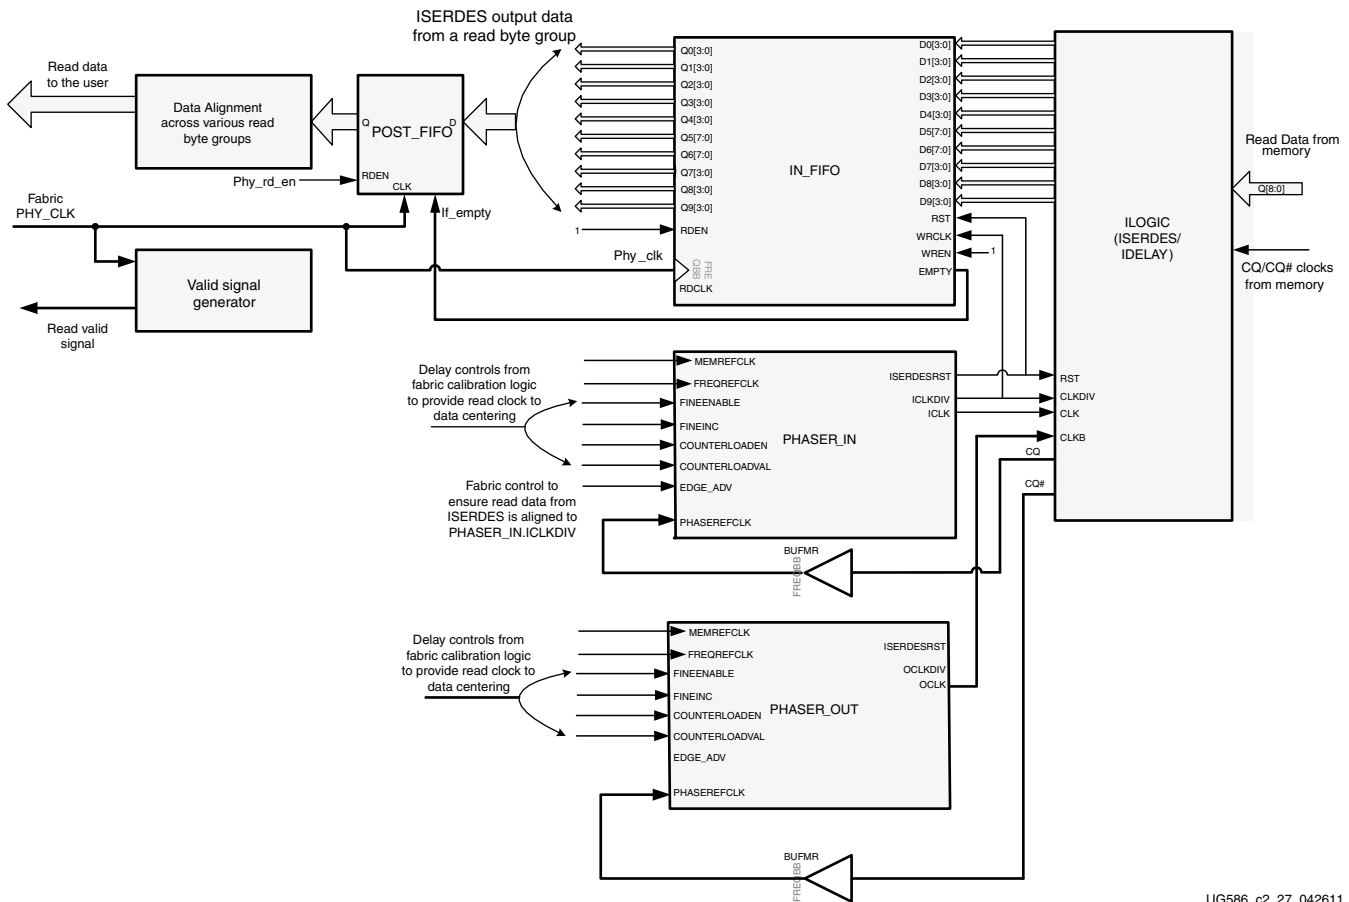 ISERDES output data
from a read byte group
Read data
to the user
Data Alignment
across various read
byte groups
Q
POST_FIFO
D
RDEN
CLK
Phy_rd_en
Fabric
PHY_CLK
If_empty
Valid signal
generator
Read valid
signal
Q0[3:0]
Q1[3:0]
Q2[3:0]
Q3[3:0]
Q4[3:0]
Q5[7:0]
Q6[7:0]
Q7[3:0]
Q8[3:0]
Q9[3:0]
1
RDEN
Phy_clk
FRE
QBB
RDCLK
IN_FIFO
D0[3:0]
D1[3:0]
D2[3:0]
D3[3:0]
D4[3:0]
D5[7:0]
D6[7:0]
D7[3:0]
D8[3:0]
D9[3:0]
RST
WRCLK
WREN
1
EMPTY
ILOGIC
(ISERDES/
IDELAY)
Read Data from
memory
Q[8:0]
CQ/CQ# clocks
from memory
RST
CLKDIV
CLK
CLKB
CQ
CQ#
Delay controls from
fabric calibration logic
to provide read clock to
data centering
Fabric control to
ensure read data from
ISERDES is aligned to
PHASER_IN.ICLKDIV
MEMREFCLK
FREQREFCLK
FINEENABLE
FINEINC
COUNTERLOADEN
COUNTERLOADVAL
EDGE_ADV
PHASEREFCLK
PHASER_IN
ISERDESRST
ICLKDIV
ICLK
BUFMR
FREQBB
Delay controls from
fabric calibration logic
to provide read clock to
data centering
MEMREFCLK
FREQREFCLK
FINEENABLE
FINEINC
COUNTERLOADEN
COUNTERLOADVAL
EDGE_ADV
PHASEREFCLK
PHASER_OUT
ISERDESRST
OCLKDIV
OCLK
BUFMR
FREQBB
UG586_c2_27_042611